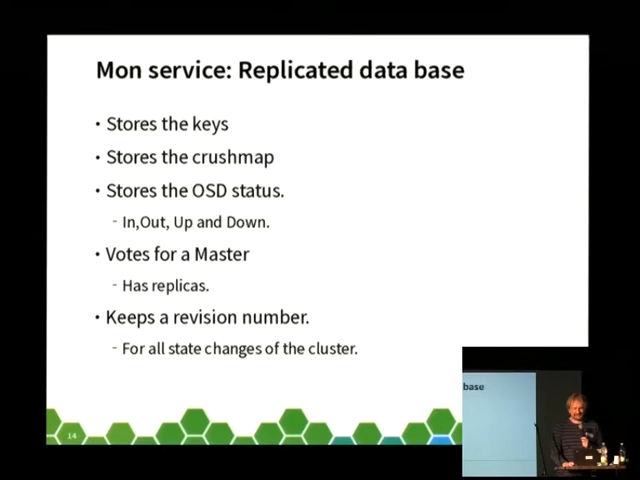 Mon service: Replicated data base
• Stores the keys
• Stores the crushmap
• Stores the OSD status.
- In,Out, Up and Down.
• Votes for a Master
- Has replicas.
• Keeps a revision number.
- For all state changes of the cluster.
14
base